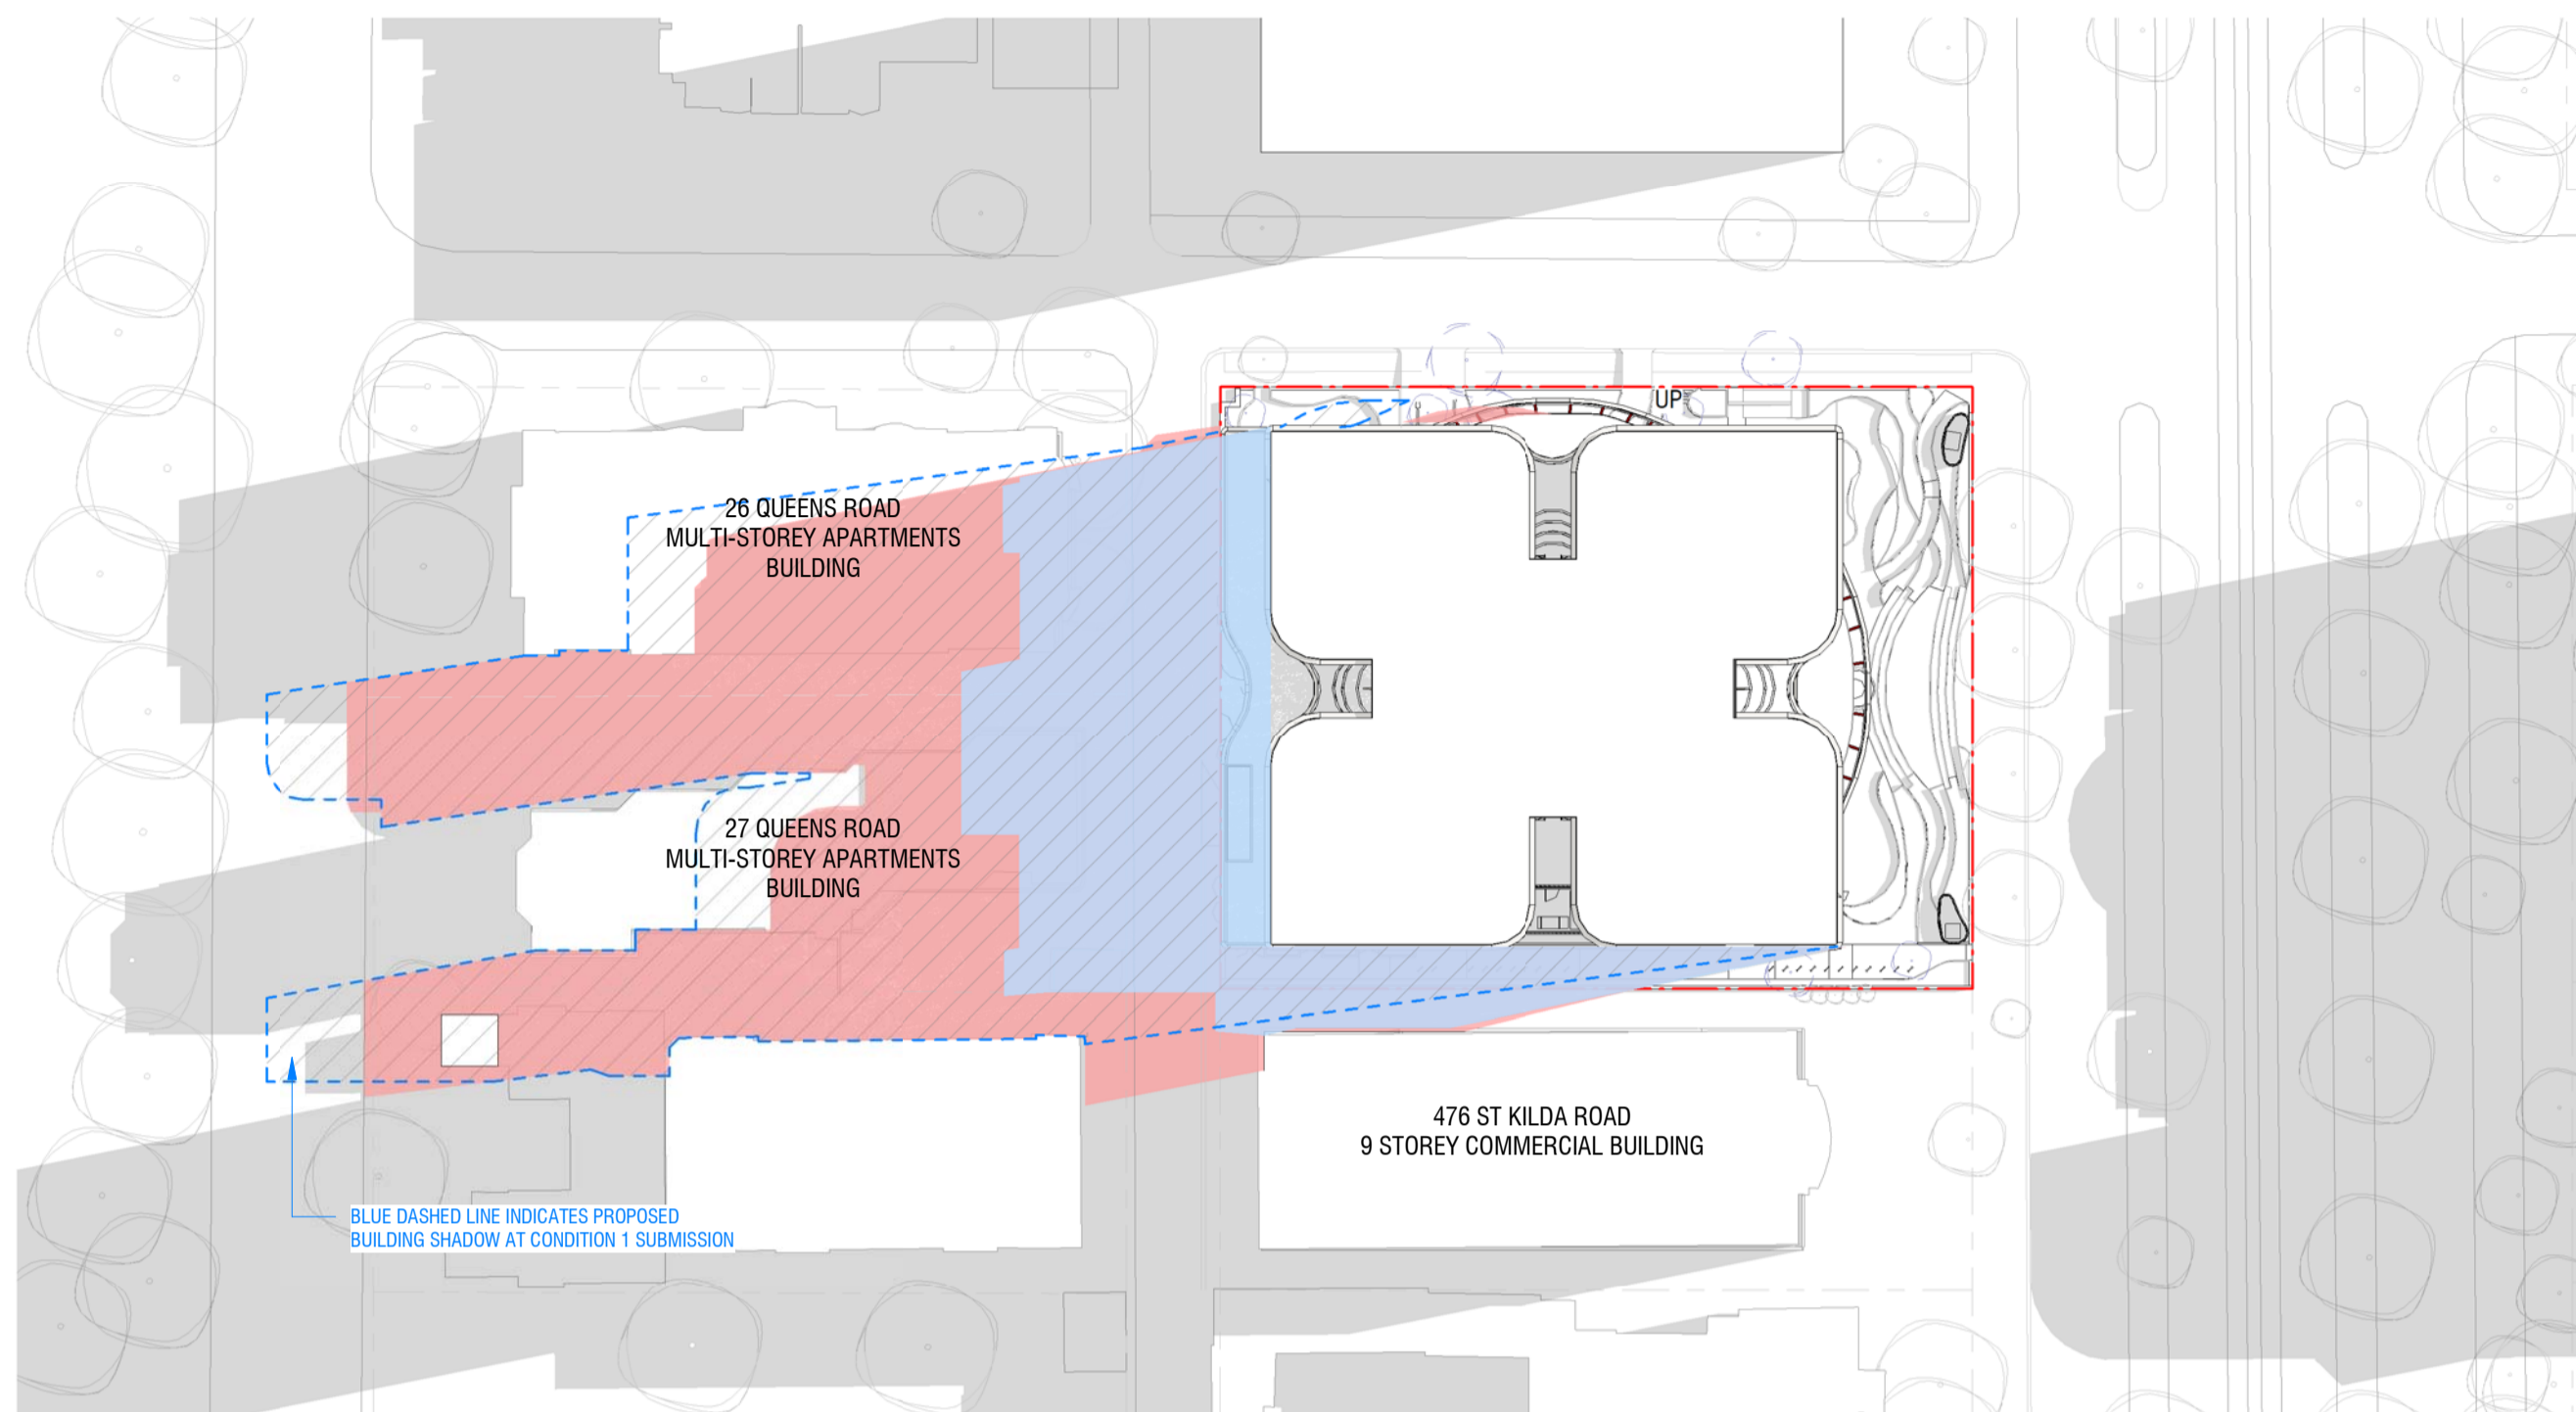 UP
26 QUEENS ROAD
MULTI-STOREY APARTMENTS
BUILDING
27 QUEENS ROAD
MULTI-STOREY APARTMENTS
BUILDING
476 ST KILDA ROAD
9 STOREY COMMERCIAL BUILDING
BLUE DASHED LINE INDICATES PROPOSED
BUILDING SHADOW AT CONDITION 1 SUBMISSION